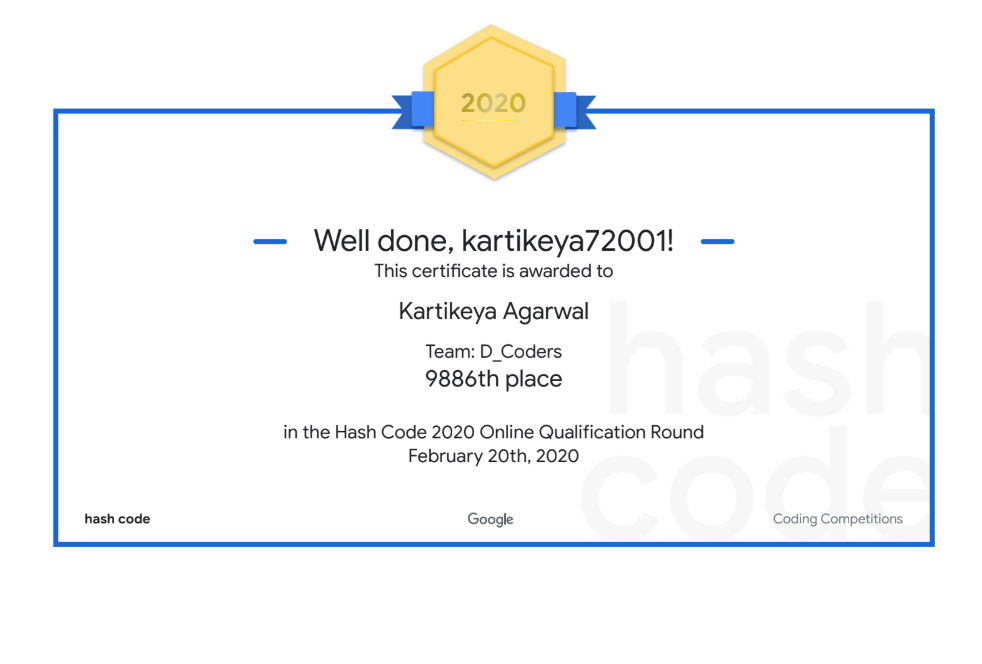 2020
Well done, kartikeya72001!
This certificate is awarded to
Kartikeya Agarwal
Team: D_Coders
9886th place
in the Hash Code 2020 Online Qualification Round
February 20th, 2020
hash
code
hash code
Google
Coding Competitions